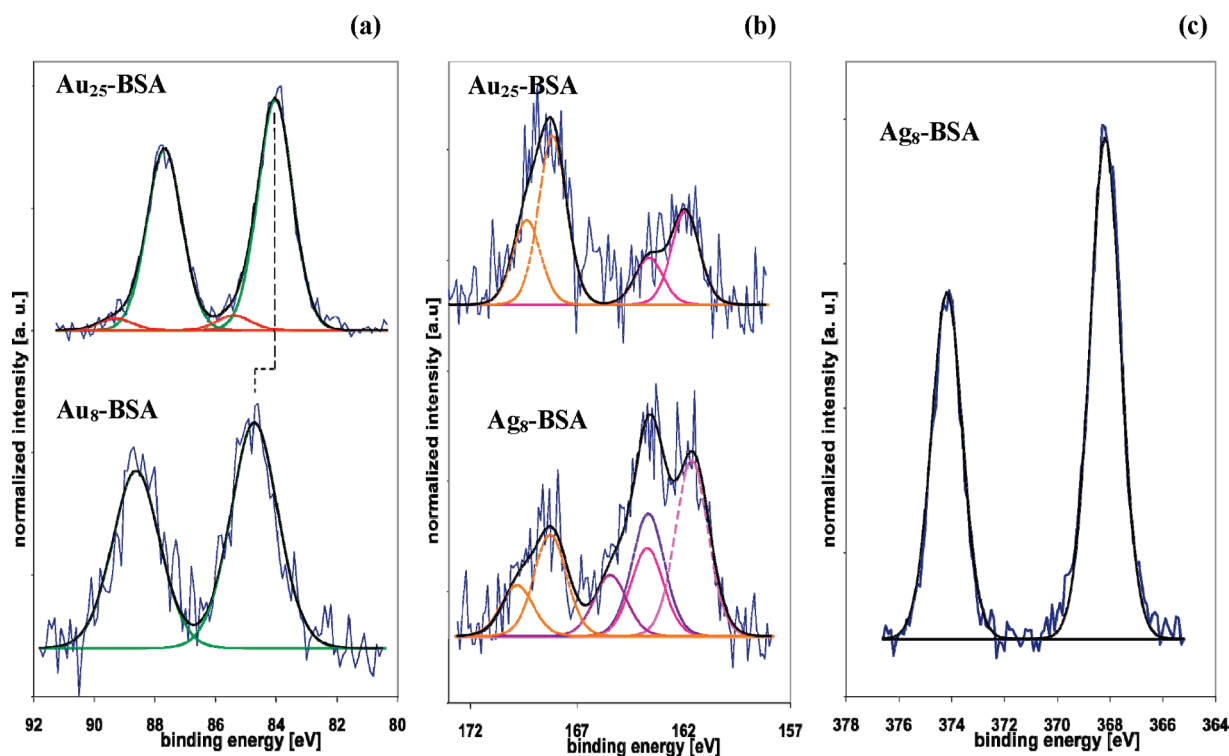 (a)
Au₂₅-BSA
Au₈-BSA
normalized intensity [a. u.]
92 90 88 86 84 82 80
binding energy [eV]
(b)
Au₂₅-BSA
Ag₈-BSA
normalized intensity [a. u]
172 167 162 157
binding energy [eV]
(c)
Ag₈-BSA
normalized intensity [a. u.]
378 376 374 372 370 368 366 364
binding energy [eV]